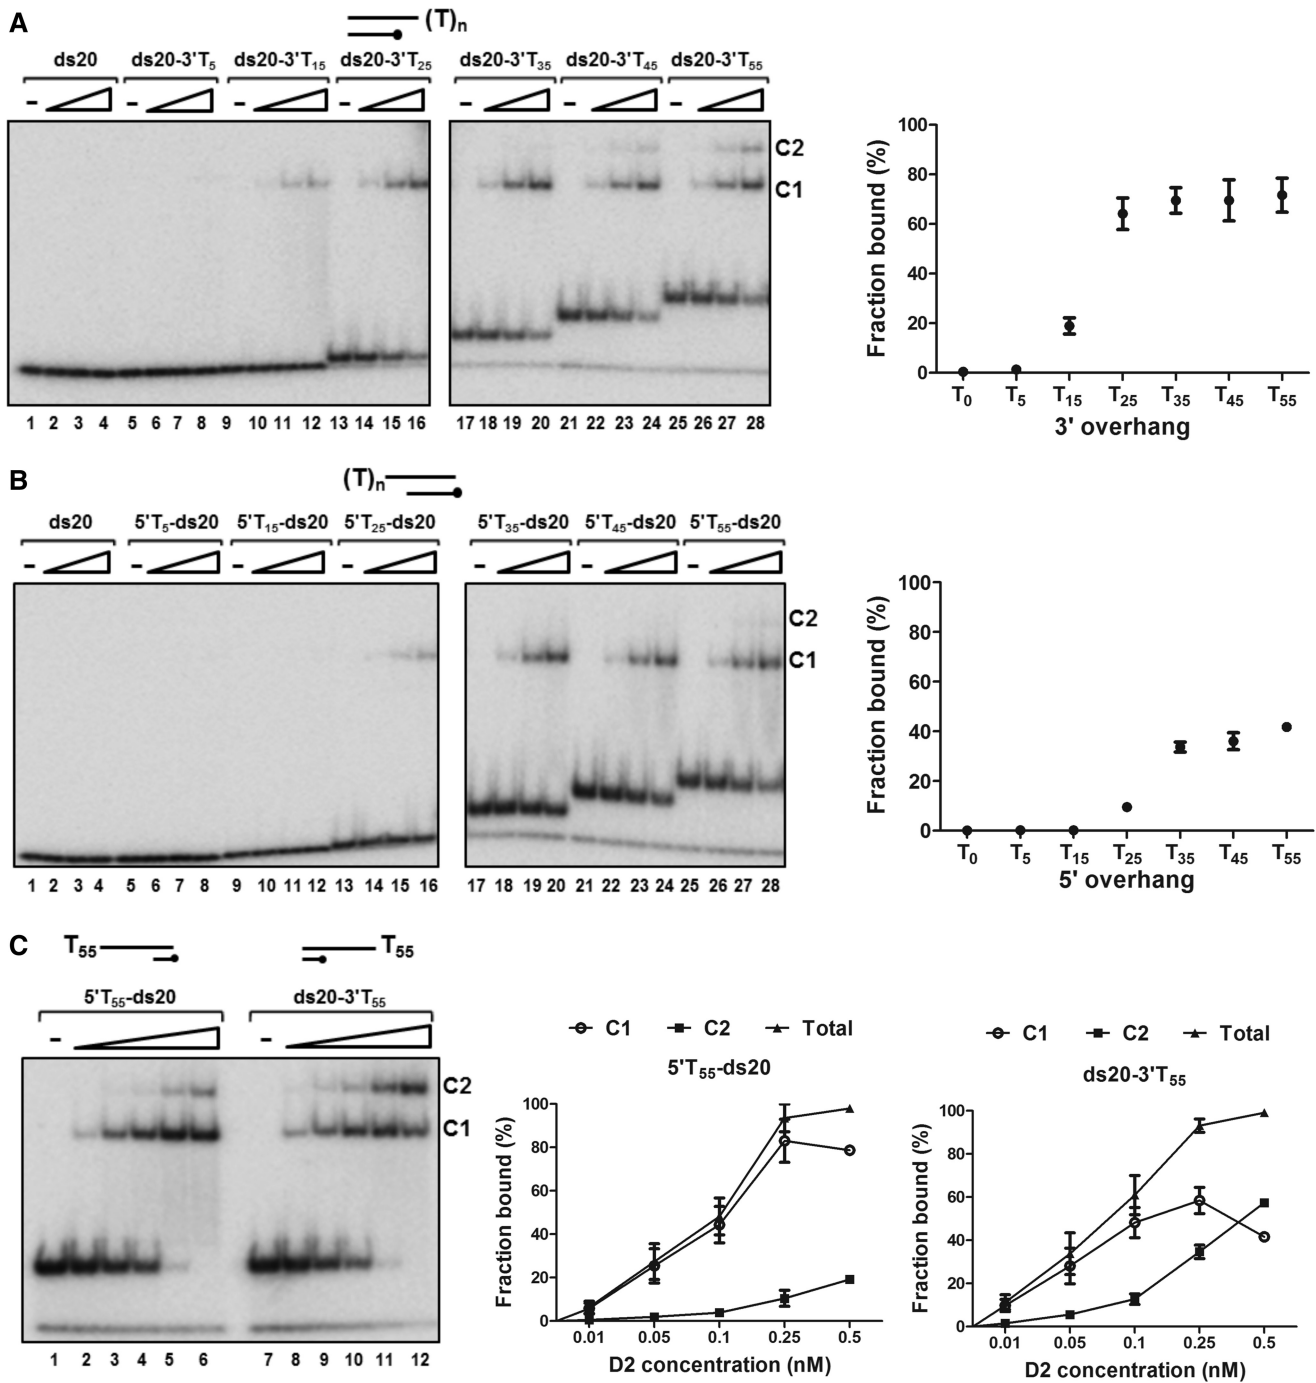 A
(T)n
ds20 ds20-3'T5 ds20-3'T15 ds20-3'T25 ds20-3'T35 ds20-3'T45 ds20-3'T55
– – – – – – –
C2
C1
1 2 3 4 5 6 7 8 9 10 11 12 13 14 15 16 17 18 19 20 21 22 23 24 25 26 27 28
Fraction bound (%)
100
80
60
40
20
0
T0 T5 T15 T25 T35 T45 T55
3' overhang
B
(T)n
ds20 5'T5-ds20 5'T15-ds20 5'T25-ds20 5'T35-ds20 5'T45-ds20 5'T55-ds20
– – – – – – –
C2
C1
1 2 3 4 5 6 7 8 9 10 11 12 13 14 15 16 17 18 19 20 21 22 23 24 25 26 27 28
Fraction bound (%)
100
80
60
40
20
0
T0 T5 T15 T25 T35 T45 T55
5' overhang
C
T55 T55
5'T55-ds20 ds20-3'T55
– –
C2
C1
1 2 3 4 5 6 7 8 9 10 11 12
C1 C2 Total
5'T55-ds20
Fraction bound (%)
100
80
60
40
20
0
0.01 0.05 0.1 0.25 0.5
D2 concentration (nM)
C1 C2 Total
ds20-3'T55
Fraction bound (%)
100
80
60
40
20
0
0.01 0.05 0.1 0.25 0.5
D2 concentration (nM)